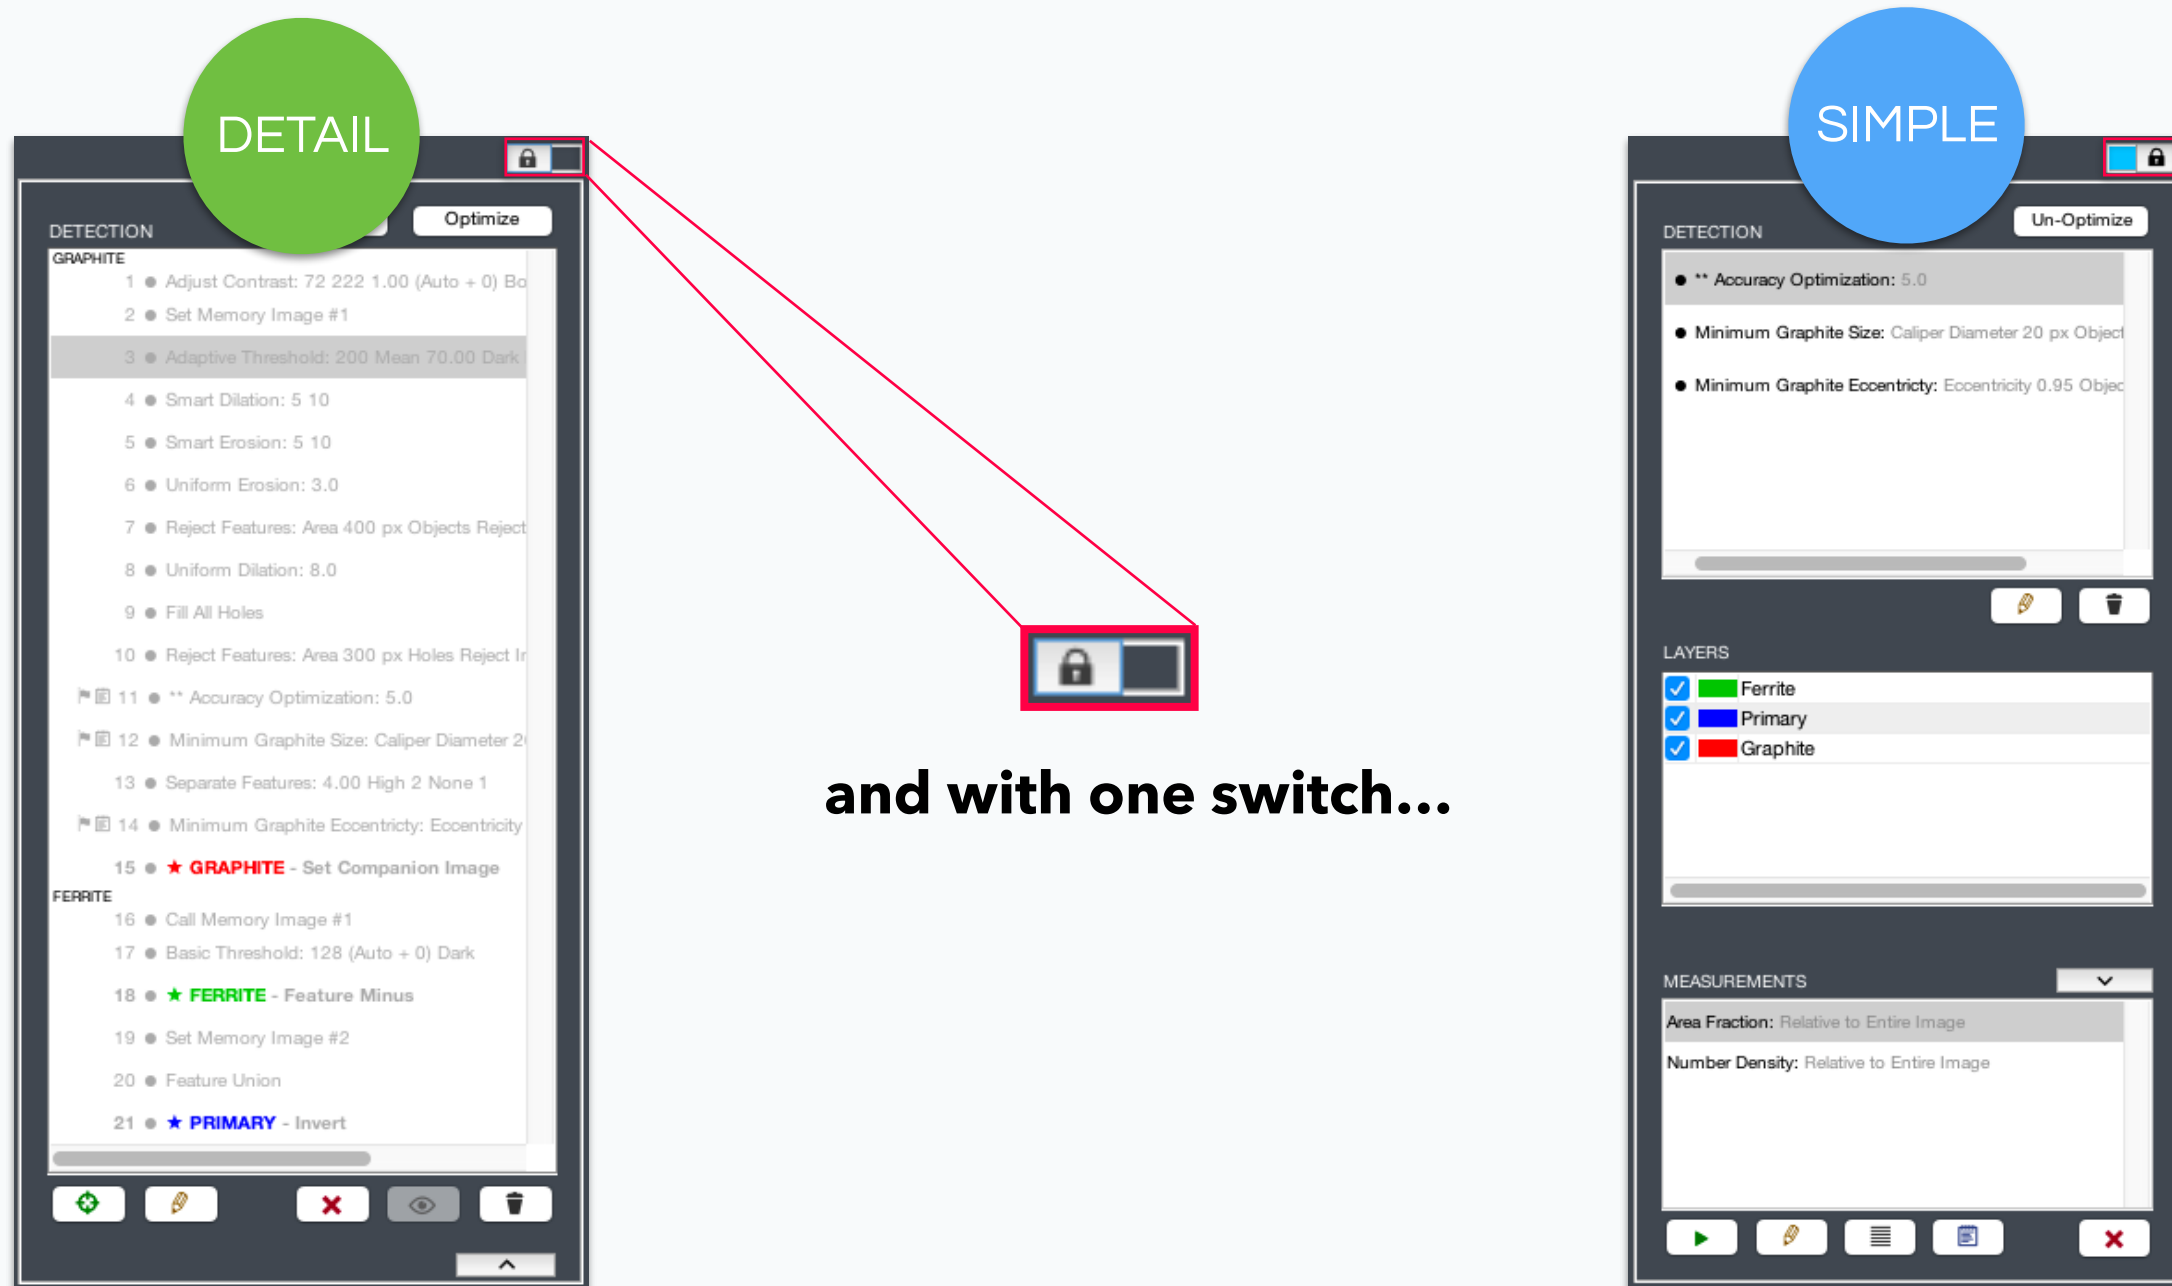 DETAIL
Optimize
DETECTION
GRAPHITE
1 ● Adjust Contrast: 72 222 1.00 (Auto + 0) Bo
2 ● Set Memory Image #1
3 ● Adaptive Threshold: 200 Mean 70.00 Dark
4 ● Smart Dilation: 5 10
5 ● Smart Erosion: 5 10
6 ● Uniform Erosion: 3.0
7 ● Reject Features: Area 400 px Objects Reject
8 ● Uniform Dilation: 8.0
9 ● Fill All Holes
10 ● Reject Features: Area 300 px Holes Reject Ir
11 ● ** Accuracy Optimization: 5.0
12 ● Minimum Graphite Size: Caliper Diameter 2
13 ● Separate Features: 4.00 High 2 None 1
14 ● Minimum Graphite Eccentricty: Eccentricity
15 ● ★ GRAPHITE - Set Companion Image
FERRITE
16 ● Call Memory Image #1
17 ● Basic Threshold: 128 (Auto + 0) Dark
18 ● ★ FERRITE - Feature Minus
19 ● Set Memory Image #2
20 ● Feature Union
21 ● ★ PRIMARY - Invert
and with one switch...
SIMPLE
Un-Optimize
DETECTION
● ** Accuracy Optimization: 5.0
● Minimum Graphite Size: Caliper Diameter 20 px Object
● Minimum Graphite Eccentricty: Eccentricity 0.95 Objec
LAYERS
Ferrite
Primary
Graphite
MEASUREMENTS
Area Fraction: Relative to Entire Image
Number Density: Relative to Entire Image